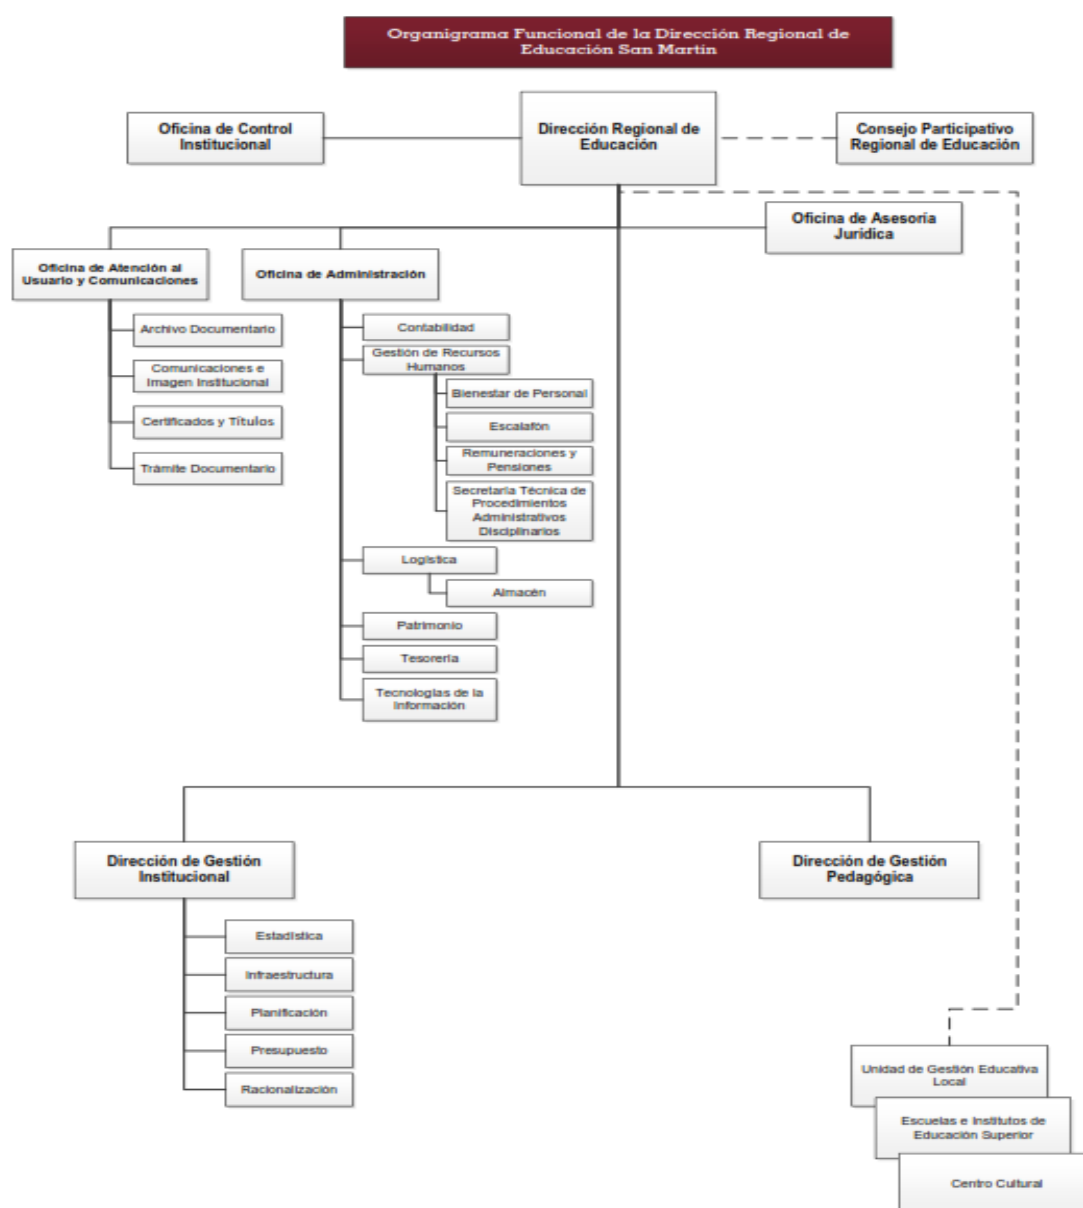 Organigrama Funcional de la Dirección Regional de
Educación San Martín
Oficina de Control
Institucional
Dirección Regional de
Educación
Consejo Participativo
Regional de Educación
Oficina de Asesoría
Jurídica
Oficina de Atención al
Usuario y Comunicaciones
Oficina de Administración
Archivo Documentario
Comunicaciones e
Imagen Institucional
Certificados y Títulos
Trámite Documentario
Contabilidad
Gestión de Recursos
Humanos
Bienestar de Personal
Escalafón
Remuneraciones y
Pensiones
Secretaría Técnica de
Procedimientos
Administrativos
Disciplinarios
Logística
Almacén
Patrimonio
Tesorería
Tecnologías de la
Información
Dirección de Gestión
Institucional
Dirección de Gestión
Pedagógica
Estadística
Infraestructura
Planificación
Presupuesto
Racionalización
Unidad de Gestión Educativa
Local
Escuelas e Institutos de
Educación Superior
Centro Cultural